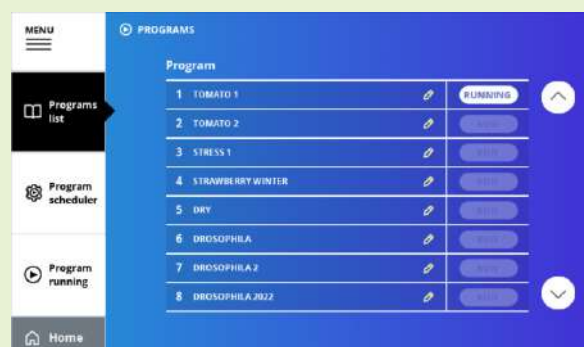 MENU
PROGRAMS
Programs
list
Program
scheduler
Program
running
Home
Program
1 TOMATO 1 RUNNING
2 TOMATO 2
3 STRESS 1
4 STRAWBERRY WINTER
5 DRY
6 DROSOPHILA
7 DROSOPHILA 2
8 DROSOPHILA 2022